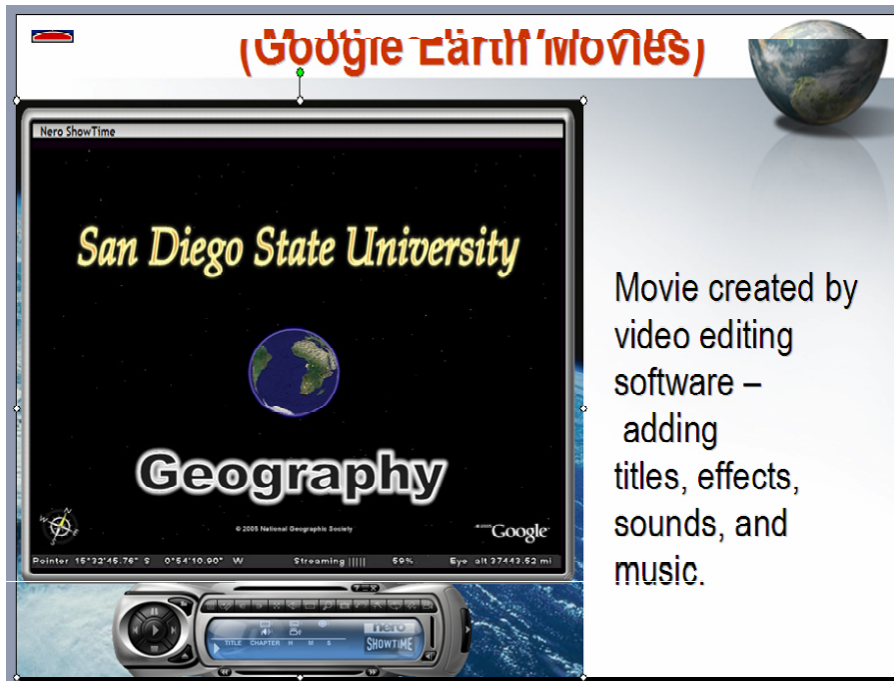 (Google Earth Movies)
Nero ShowTime
San Diego State University
Geography
© 2005 National Geographic Society
© 2005 Google
Pointer 15°32'45.76" S 0°54'10.90" W Streaming ||||| 59% Eye alt 37443.52 mi
Movie created by
video editing
software –
adding
titles, effects,
sounds, and
music.
TITLE CHAPTER H M S
nero
SHOWTIME